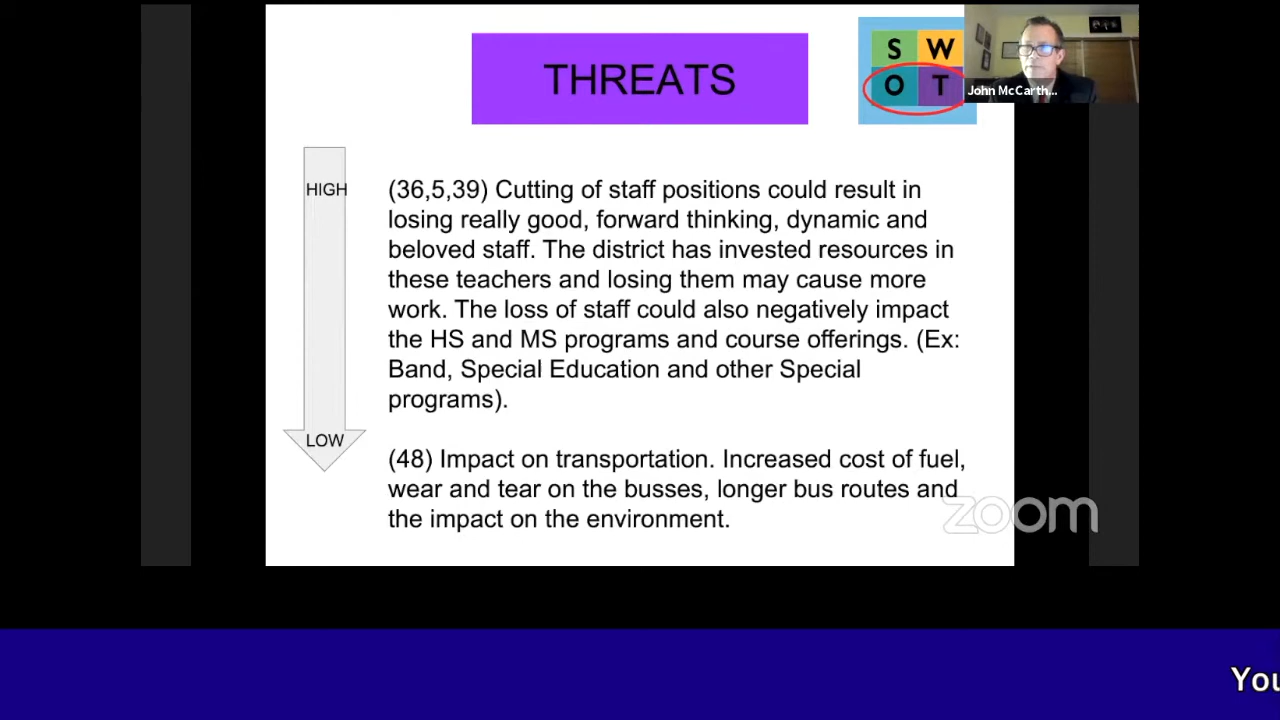 THREATS
S W
O T
John McCarth...
HIGH
(36,5,39) Cutting of staff positions could result in
losing really good, forward thinking, dynamic and
beloved staff. The district has invested resources in
these teachers and losing them may cause more
work. The loss of staff could also negatively impact
the HS and MS programs and course offerings. (Ex:
Band, Special Education and other Special
programs).
LOW
(48) Impact on transportation. Increased cost of fuel,
wear and tear on the busses, longer bus routes and
the impact on the environment.
zoom
You